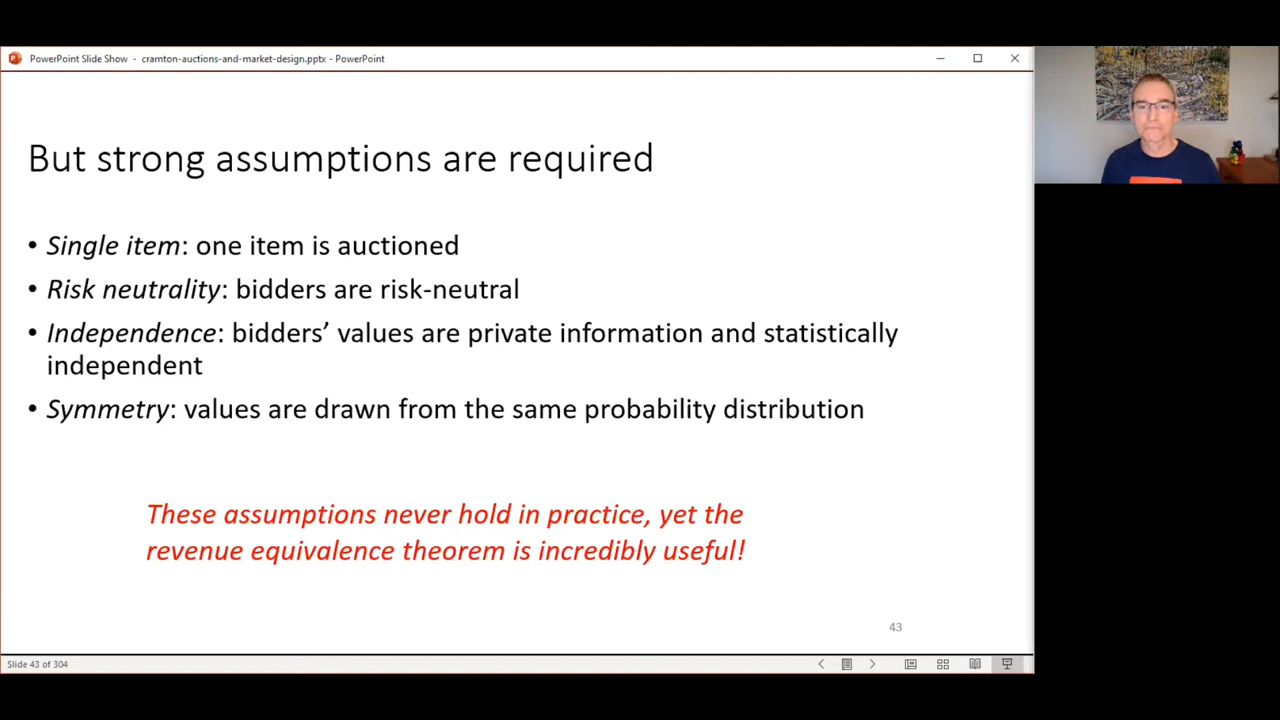 PowerPoint Slide Show - cramton-auctions-and-market-design.pptx - PowerPoint
But strong assumptions are required
• Single item: one item is auctioned
• Risk neutrality: bidders are risk-neutral
• Independence: bidders’ values are private information and statistically
independent
• Symmetry: values are drawn from the same probability distribution
These assumptions never hold in practice, yet the
revenue equivalence theorem is incredibly useful!
43
Slide 43 of 304